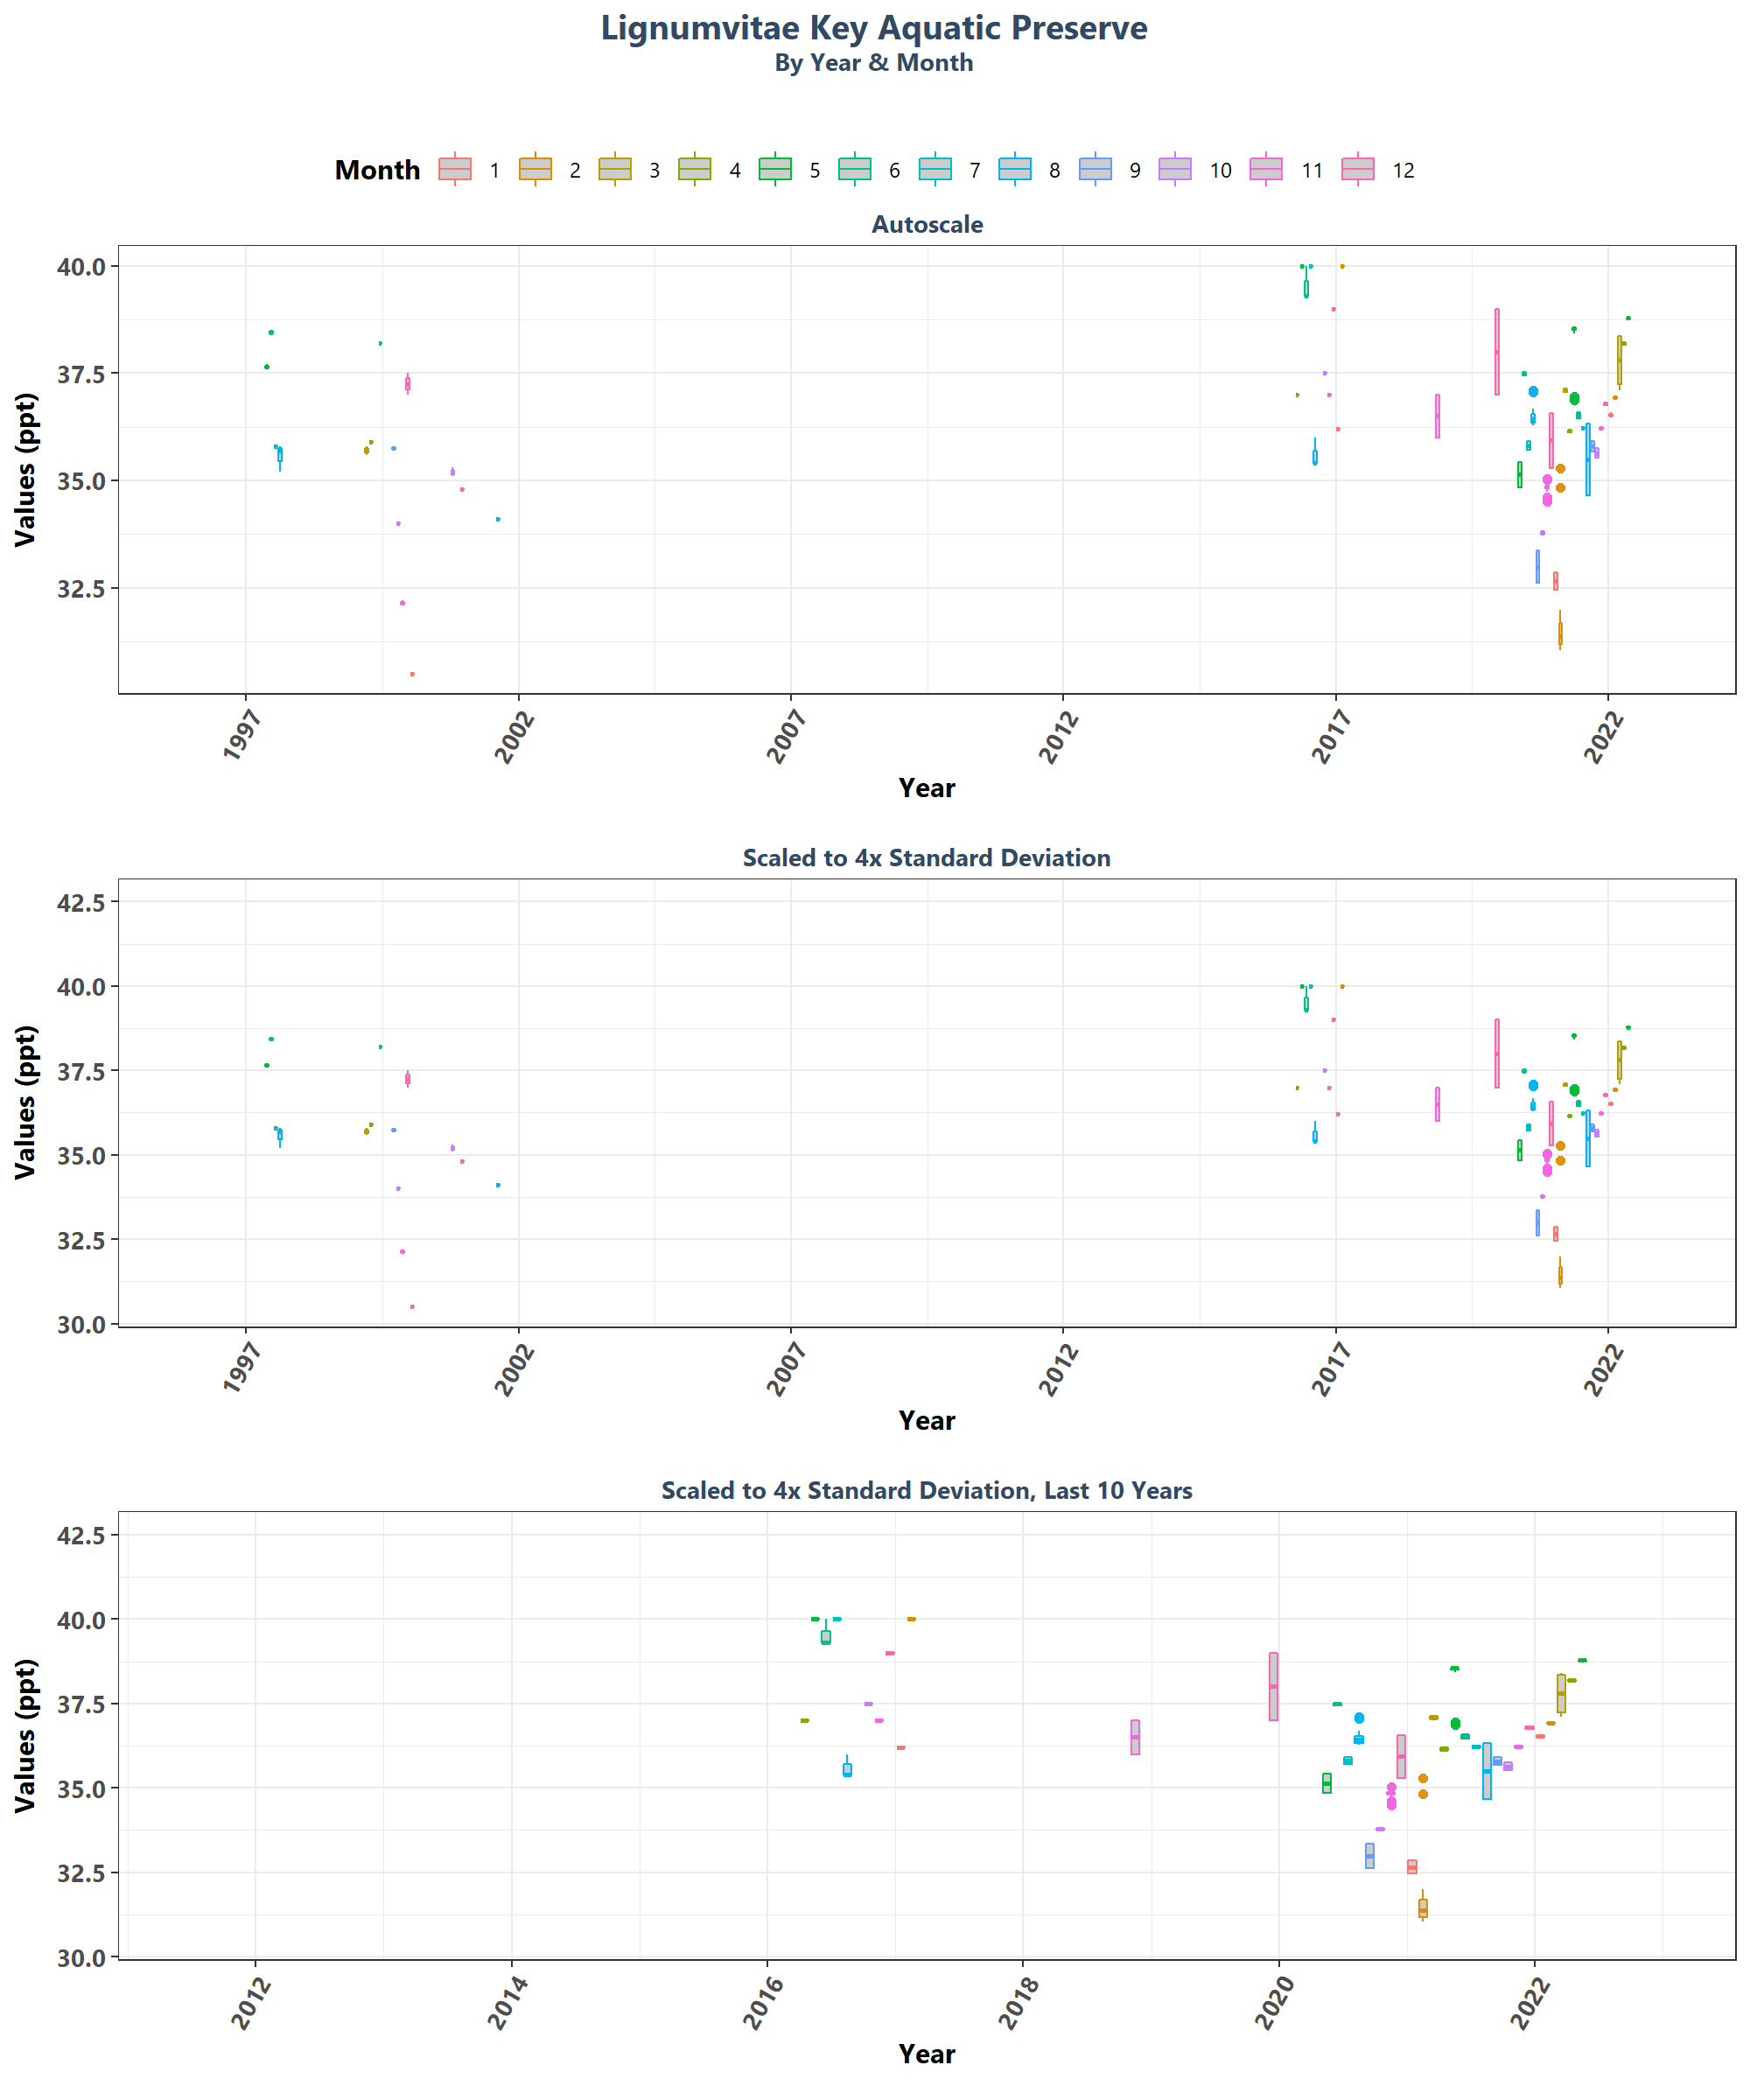 Lignumvitae Key Aquatic Preserve
By Year & Month
Month 1 2 3 4 5 6 7 8 9 10 11 12
Autoscale
40.0
37.5
35.0
32.5
Values (ppt)
1997 2002 2007 2012 2017 2022
Year
Scaled to 4x Standard Deviation
42.5
40.0
37.5
35.0
32.5
30.0
Values (ppt)
1997 2002 2007 2012 2017 2022
Year
Scaled to 4x Standard Deviation, Last 10 Years
42.5
40.0
37.5
35.0
32.5
30.0
Values (ppt)
2012 2014 2016 2018 2020 2022
Year